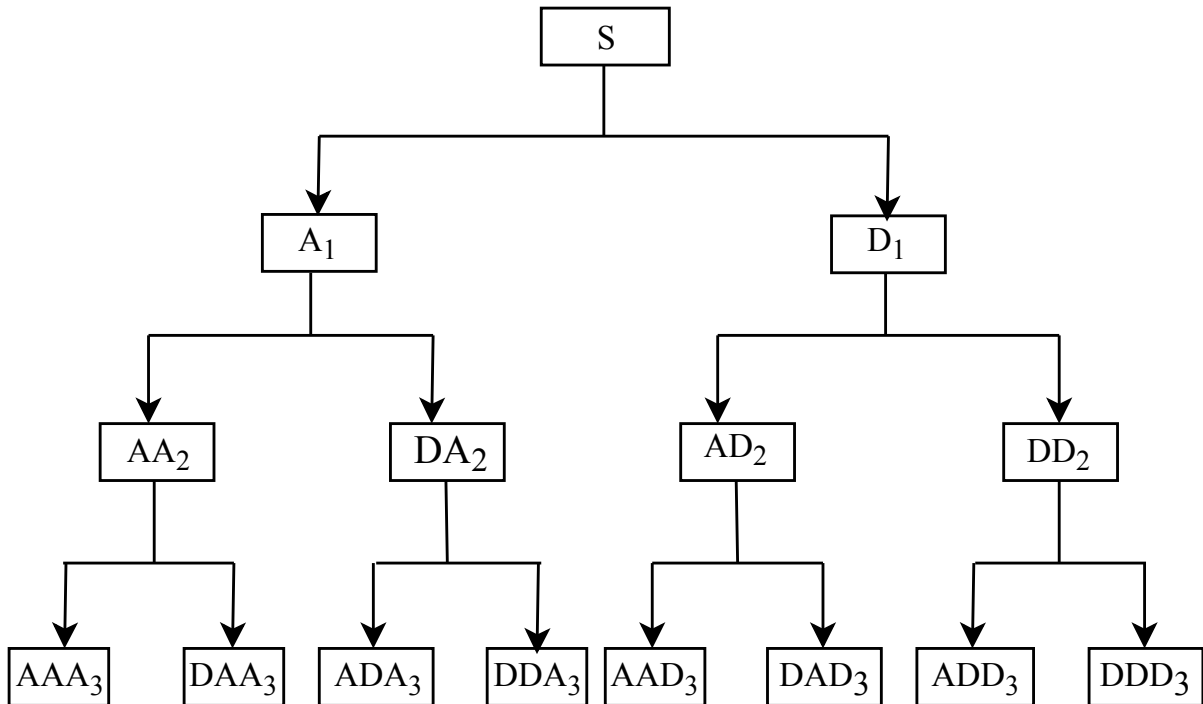 S
A₁ D₁
AA₂ DA₂ AD₂ DD₂
AAA₃ DAA₃ ADA₃ DDA₃ AAD₃ DAD₃ ADD₃ DDD₃